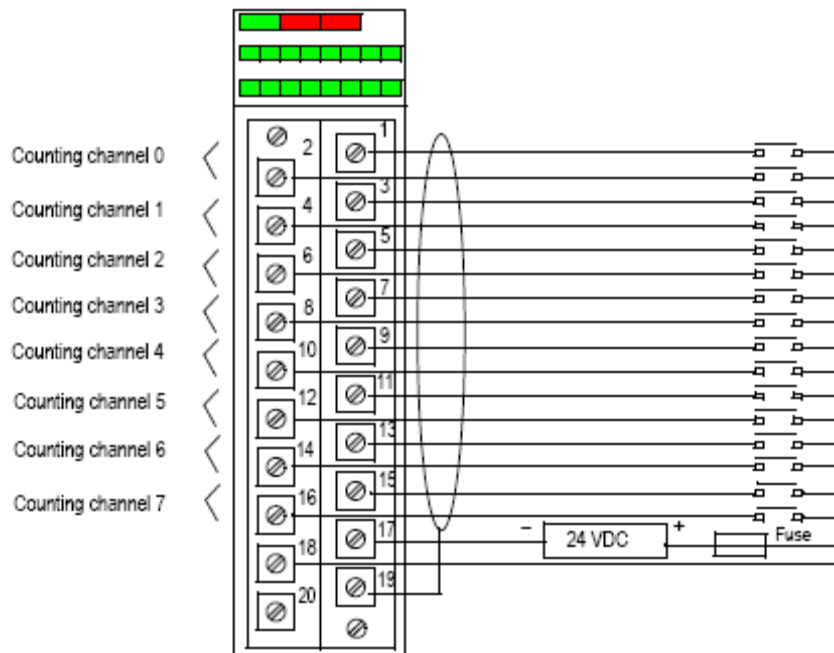 1
Counting channel 0
2
3
Counting channel 1
4
5
Counting channel 2
6
7
Counting channel 3
8
9
Counting channel 4
10
11
Counting channel 5
12
13
Counting channel 6
14
15
Counting channel 7
16
17
− 24 VDC + Fuse
18
19
20